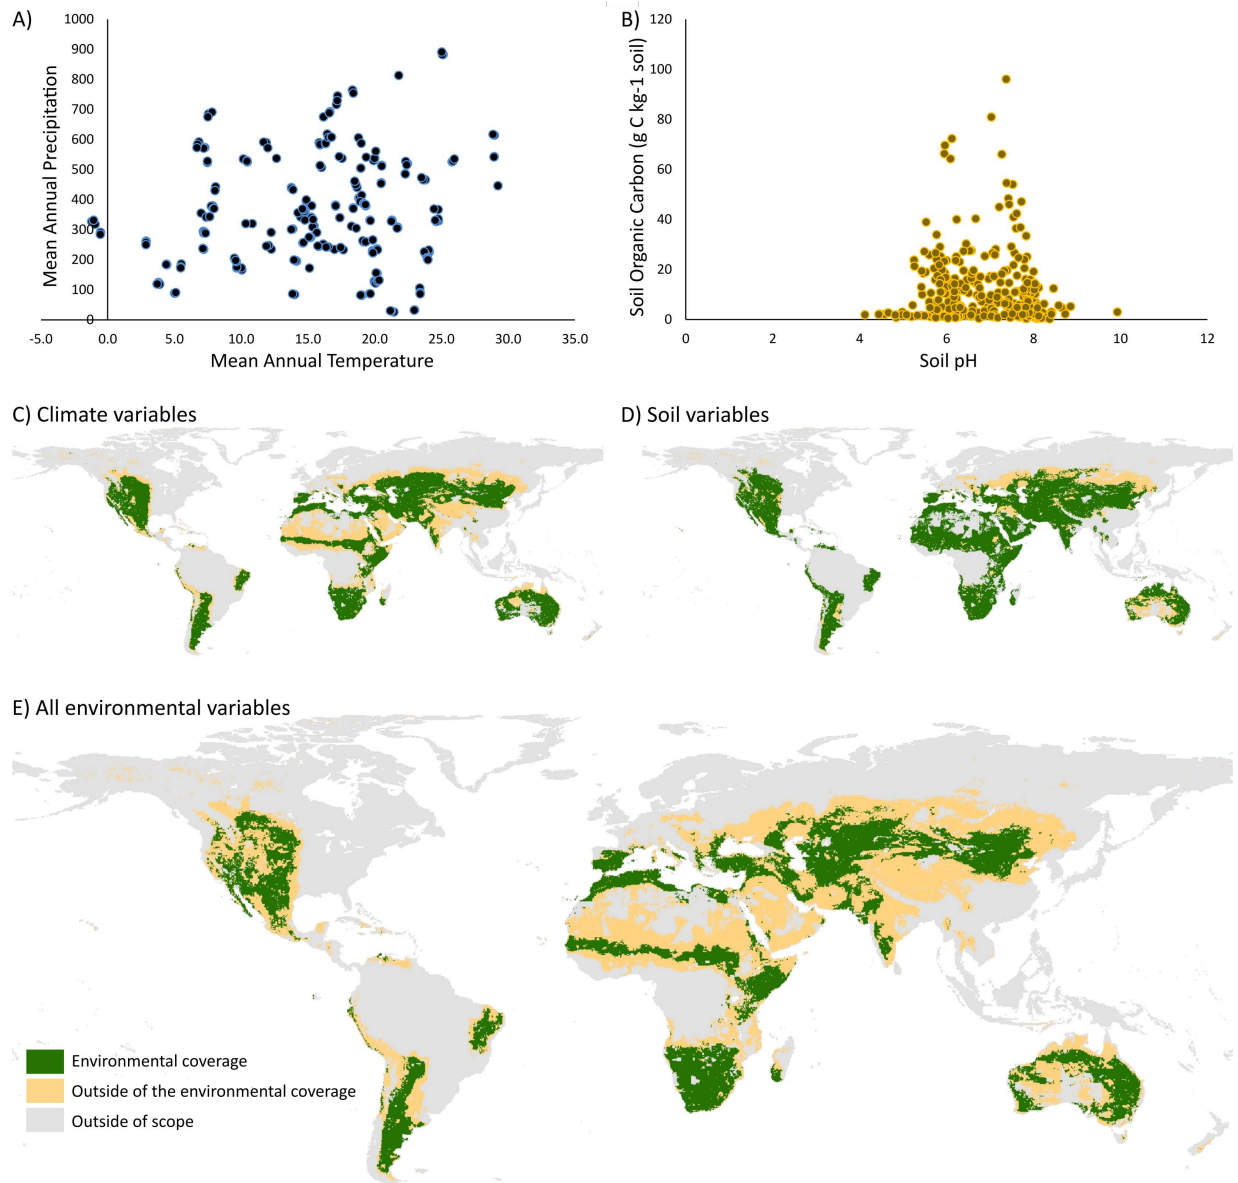 A)
Mean Annual Precipitation
1000
900
800
700
600
500
400
300
200
100
0
-5.0 0.0 5.0 10.0 15.0 20.0 25.0 30.0 35.0
Mean Annual Temperature
B)
Soil Organic Carbon (g C kg-1 soil)
120
100
80
60
40
20
0
0 2 4 6 8 10 12
Soil pH
C) Climate variables
D) Soil variables
E) All environmental variables
Environmental coverage
Outside of the environmental coverage
Outside of scope